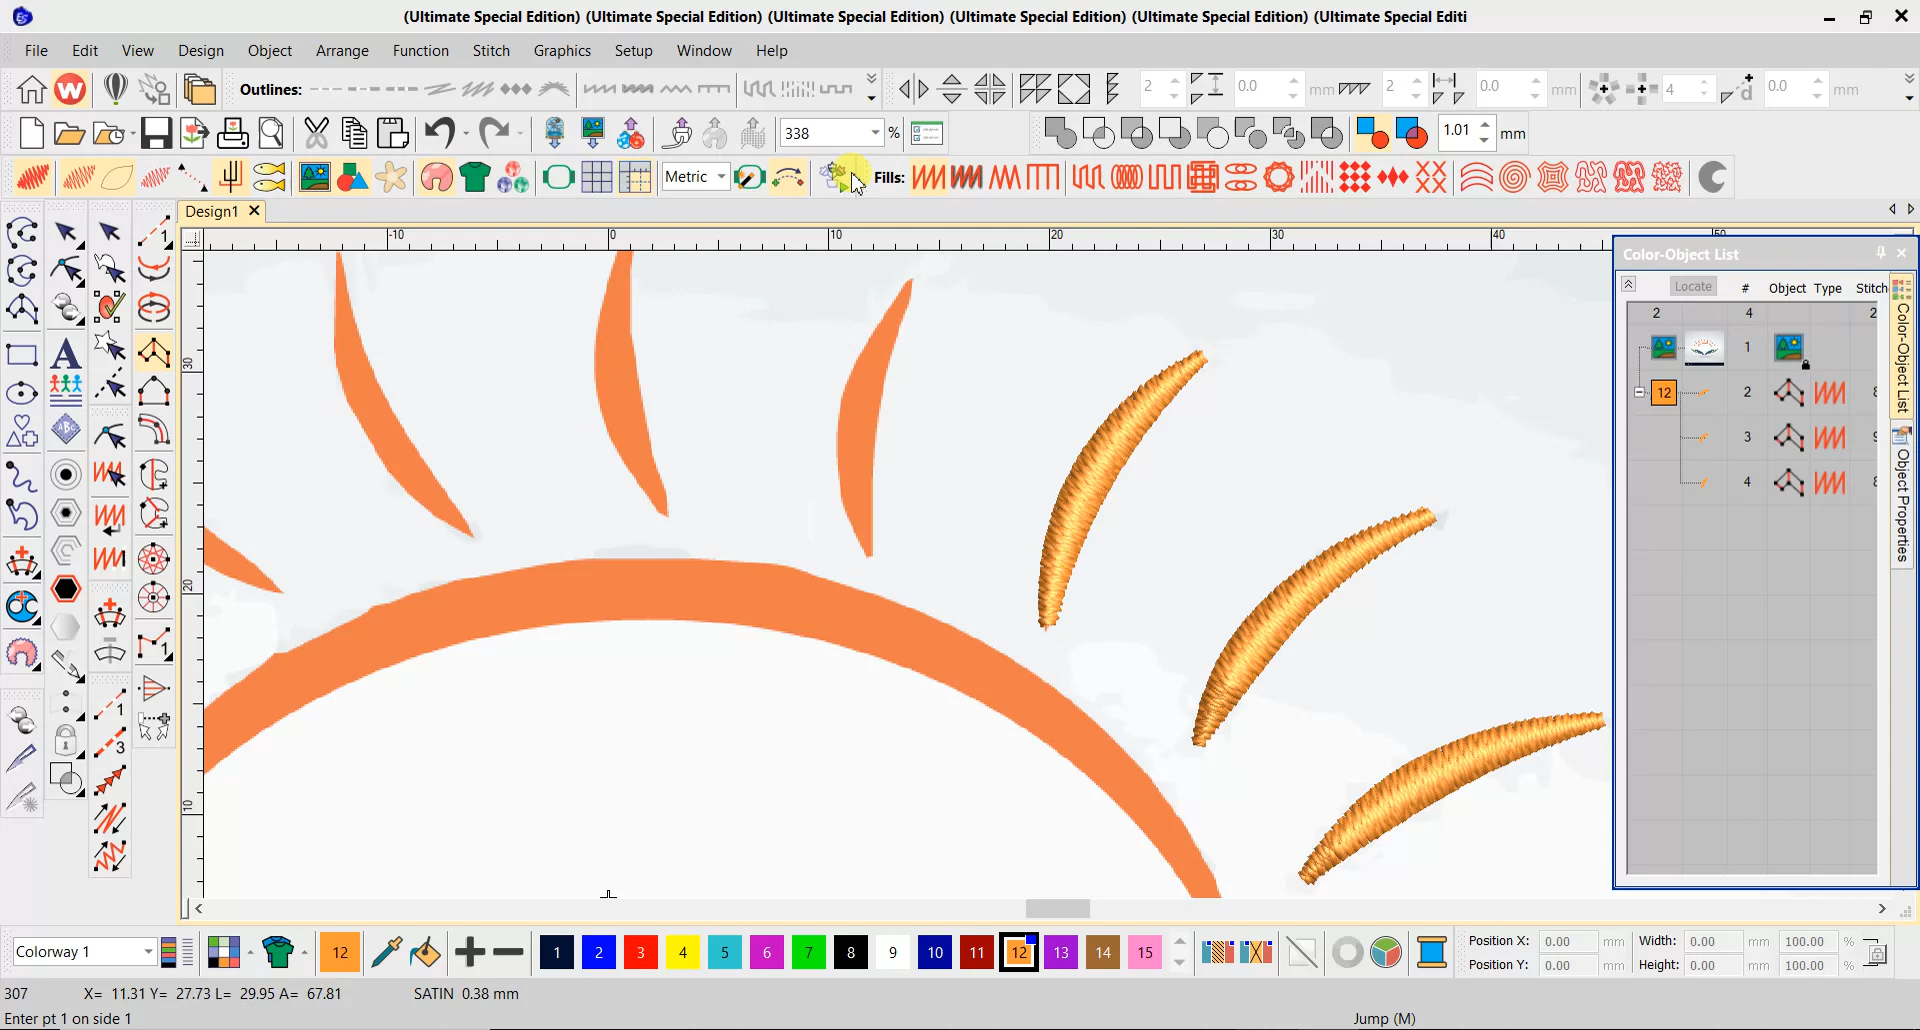 (Ultimate Special Edition) (Ultimate Special Edition) (Ultimate Special Edition) (Ultimate Special Edition) (Ultimate Special Edition) (Ultimate Special Editi
File Edit View Design Object Arrange Function Stitch Graphics Setup Window Help
Outlines: 2 0.0 mm 2 0.0 mm 4 0.0 mm
338 % 1.01 mm
Metric Fills:
Design1
-10 0 10 20 30 40 50
30
20
10
Color-Object List
Locate # Object Type Stitch
2 4 2
1
12 2
3
4
Color-Object List
Object Properties
ABC
1
3
1
1
Colorway 1 12 1 2 3 4 5 6 7 8 9 10 11 12 13 14 15
Position X: 0.00 mm Width: 0.00 mm 100.00 %
Position Y: 0.00 mm Height: 0.00 mm 100.00 %
307 X= 11.31 Y= 27.73 L= 29.95 A= 67.81 SATIN 0.38 mm
Enter pt 1 on side 1 Jump (M)